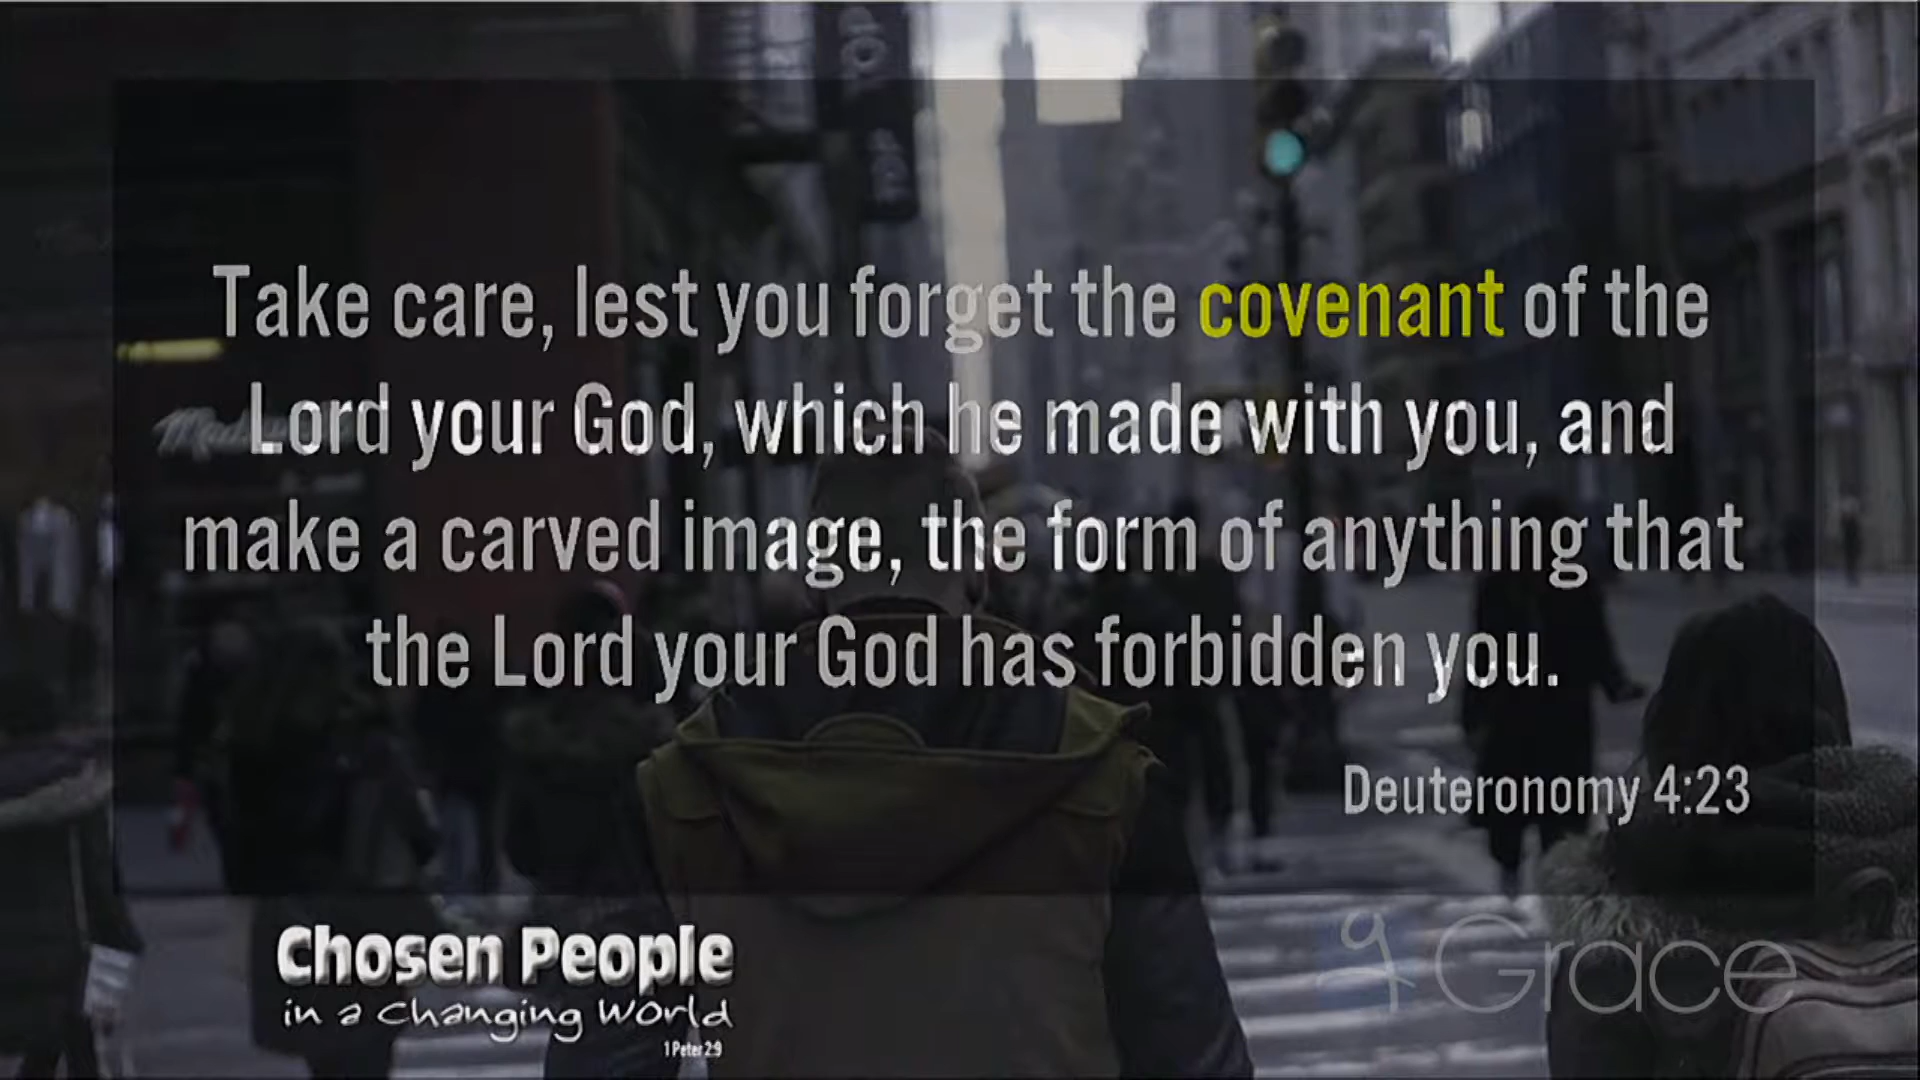 Take care, lest you forget the covenant of the
Lord your God, which he made with you, and
make a carved image, the form of anything that
the Lord your God has forbidden you.
Deuteronomy 4:23
Chosen People
in a Changing World
1 Peter 2:9
Grace